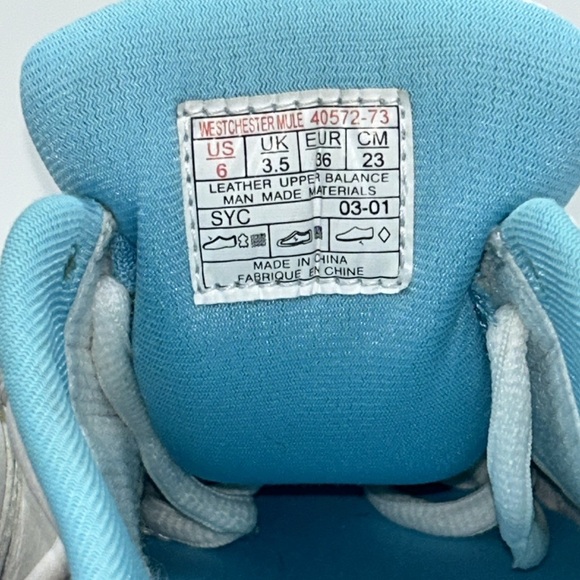 WESTCHESTER MULE 40572-73
US UK EUR CM
6 3.5 36 23
LEATHER UPPER BALANCE
MAN MADE MATERIALS
SYC 03-01
MADE IN CHINA
FABRIQUE EN CHINE